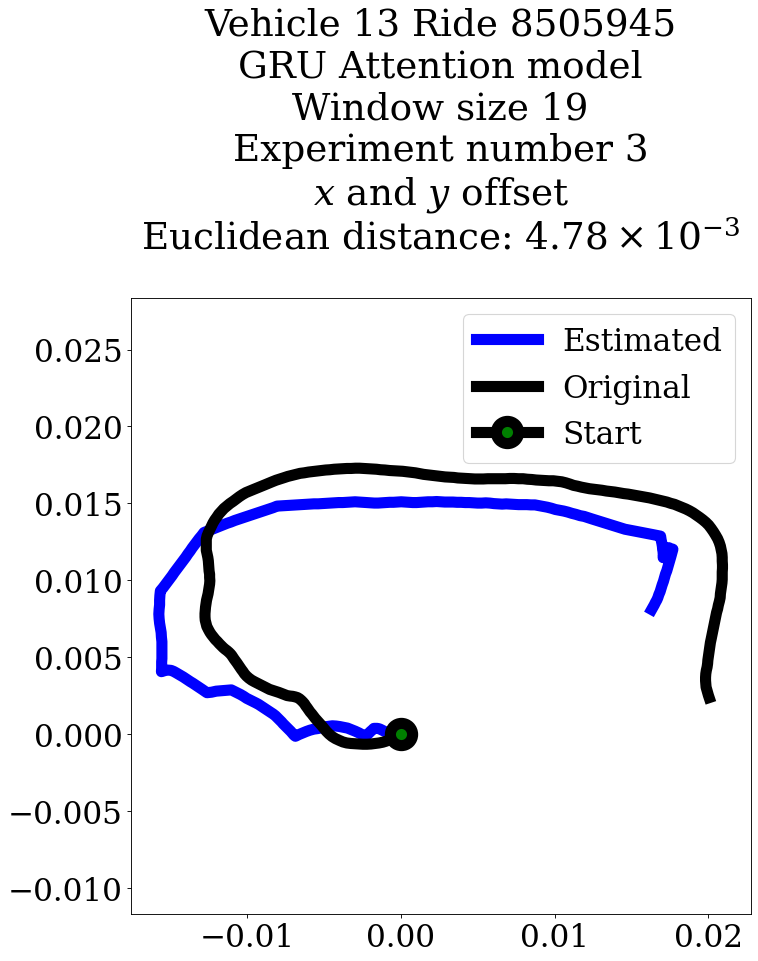 Vehicle 13 Ride 8505945
GRU Attention model
Window size 19
Experiment number 3
x and y offset
Euclidean distance: 4.78 × 10⁻³
Estimated
Original
Start
0.025
0.020
0.015
0.010
0.005
0.000
−0.005
−0.010
−0.01 0.00 0.01 0.02